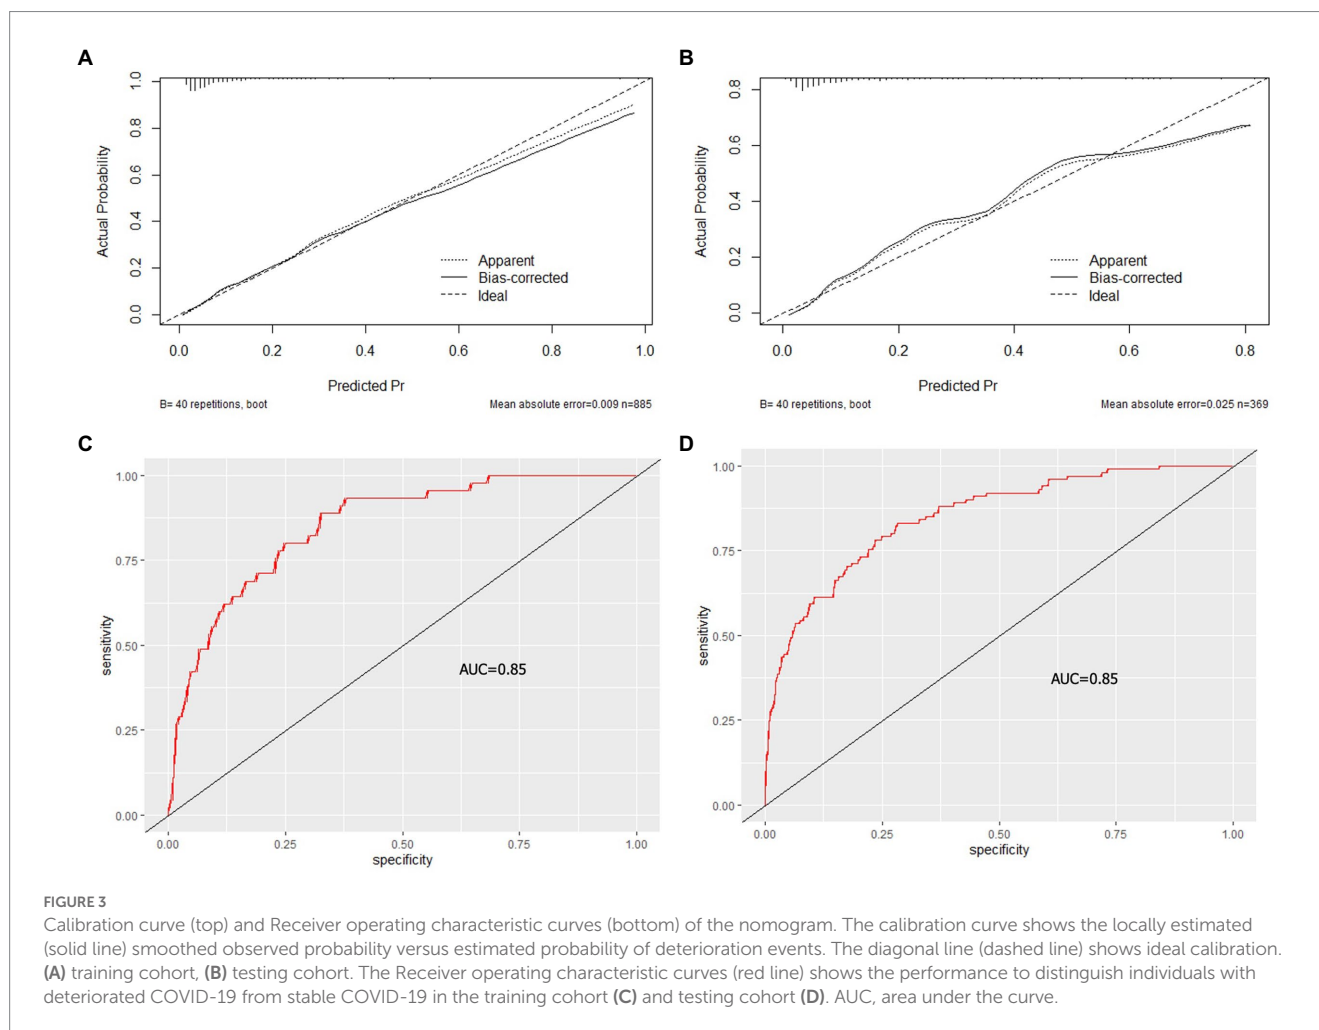 A
1.0
0.8
0.6
0.4
0.2
0.0
Actual Probability
Apparent
Bias-corrected
Ideal
0.0 0.2 0.4 0.6 0.8 1.0
Predicted Pr
B= 40 repetitions, boot
Mean absolute error=0.009 n=885
B
0.8
0.6
0.4
0.2
0.0
Actual Probability
Apparent
Bias-corrected
Ideal
0.0 0.2 0.4 0.6 0.8
Predicted Pr
B= 40 repetitions, boot
Mean absolute error=0.025 n=369
C
1.00
0.75
0.50
0.25
0.00
sensitivity
AUC=0.85
0.00 0.25 0.50 0.75 1.00
specificity
D
1.00
0.75
0.50
0.25
0.00
sensitivity
AUC=0.85
0.00 0.25 0.50 0.75 1.00
specificity
FIGURE 3
Calibration curve (top) and Receiver operating characteristic curves (bottom) of the nomogram. The calibration curve shows the locally estimated
(solid line) smoothed observed probability versus estimated probability of deterioration events. The diagonal line (dashed line) shows ideal calibration.
(A) training cohort, (B) testing cohort. The Receiver operating characteristic curves (red line) shows the performance to distinguish individuals with
deteriorated COVID-19 from stable COVID-19 in the training cohort (C) and testing cohort (D). AUC, area under the curve.